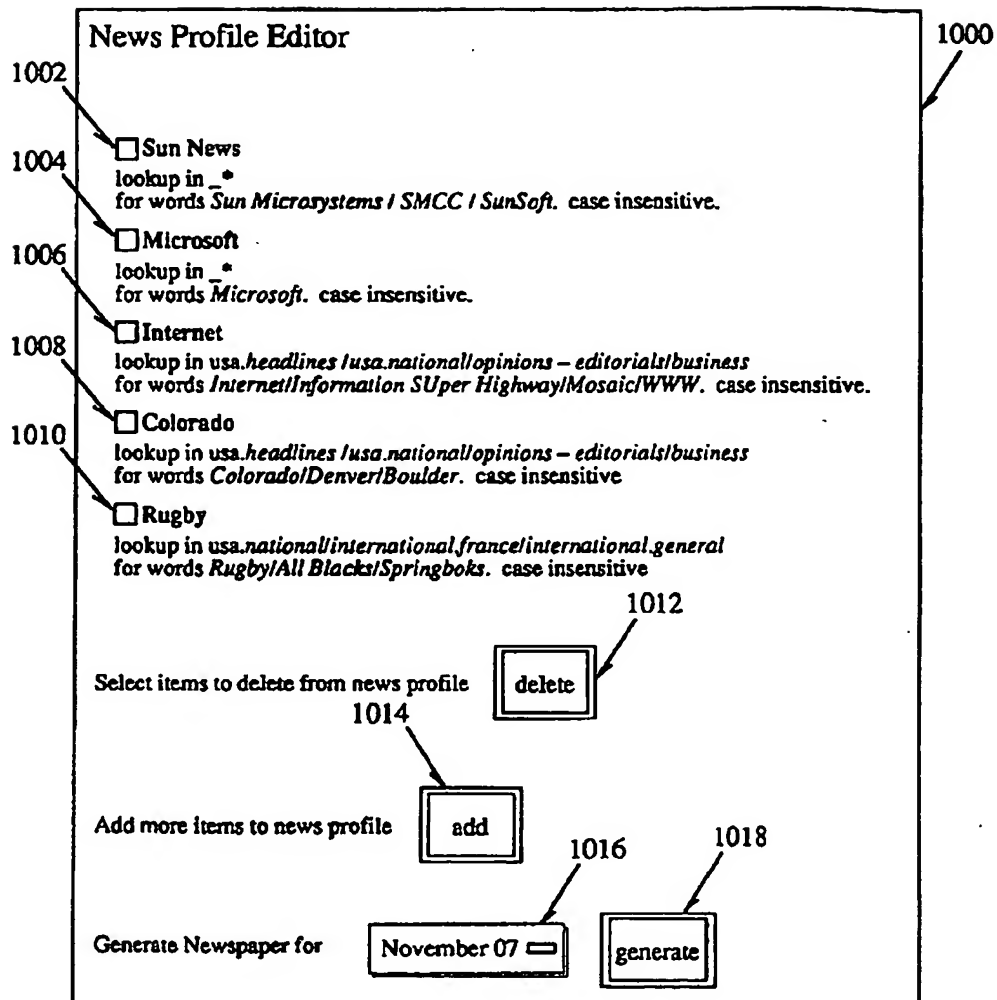 News Profile Editor
1000
1002
Sun News
lookup in _*
for words Sun Microsystems / SMCC / SunSoft. case insensitive.
1004
Microsoft
lookup in _*
for words Microsoft. case insensitive.
1006
Internet
lookup in usa.headlines /usa.national/opinions – editorials/business
for words Internet/Information SUper Highway/Mosaic/WWW. case insensitive.
1008
Colorado
lookup in usa.headlines /usa.national/opinions – editorials/business
for words Colorado/Denver/Boulder. case insensitive
1010
Rugby
lookup in usa.national/international.france/international.general
for words Rugby/All Blacks/Springboks. case insensitive
1012
Select items to delete from news profile delete
1014
Add more items to news profile add
1016
1018
Generate Newspaper for November 07 generate